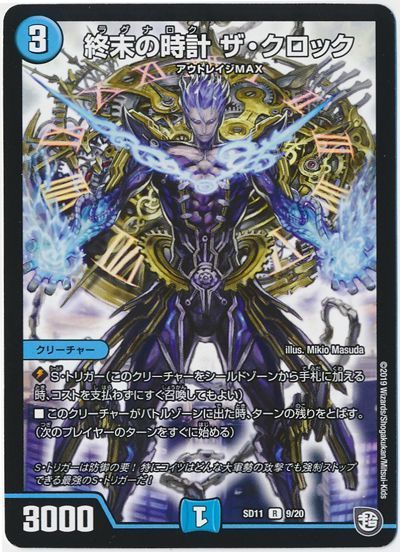 3
ラグナロク
終末の時計 ザ・クロック
アウトレイジMAX
illus. Mikio Masuda
クリーチャー
S・トリガー(このクリーチャーをシールドゾーンから手札に加える
時、コストを支払わずにすぐ召喚してもよい)
■このクリーチャーがバトルゾーンに出た時、ターンの残りをとばす。
(次のプレイヤーのターンをすぐに始める)
S・トリガーは防御の要！特にコイツはどんな大軍勢の攻撃でも強制ストップ
できる最強のS・トリガーだ！
©2019 Wizards/Shogakukan/Mitsui-Kids
3000
1
SD11 R 9/20
超